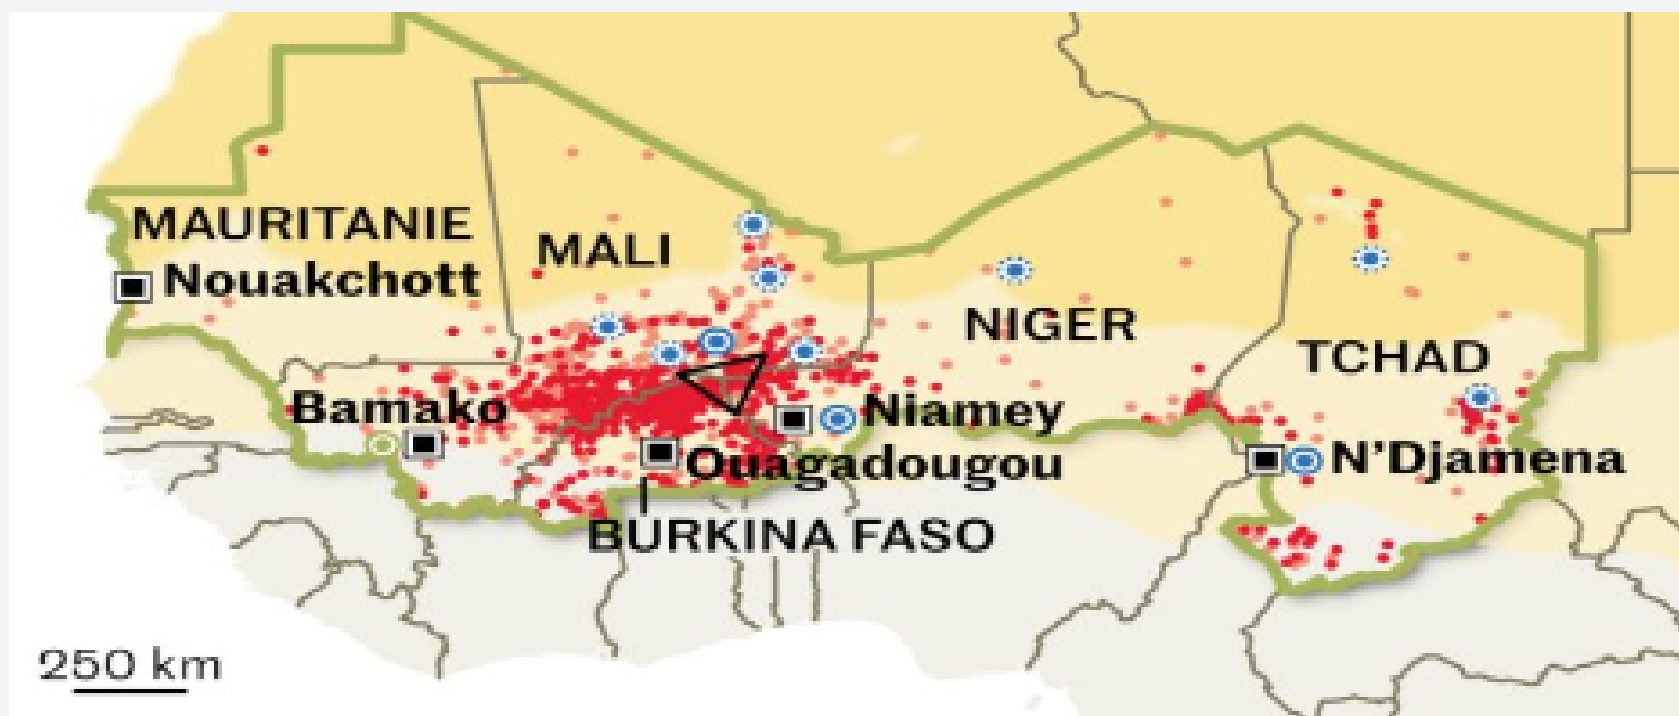 MAURITANIE
MALI
Nouakchott
NIGER
TCHAD
Bamako
Niamey
Ouagadougou
N'Djamena
BURKINA FASO
250 km